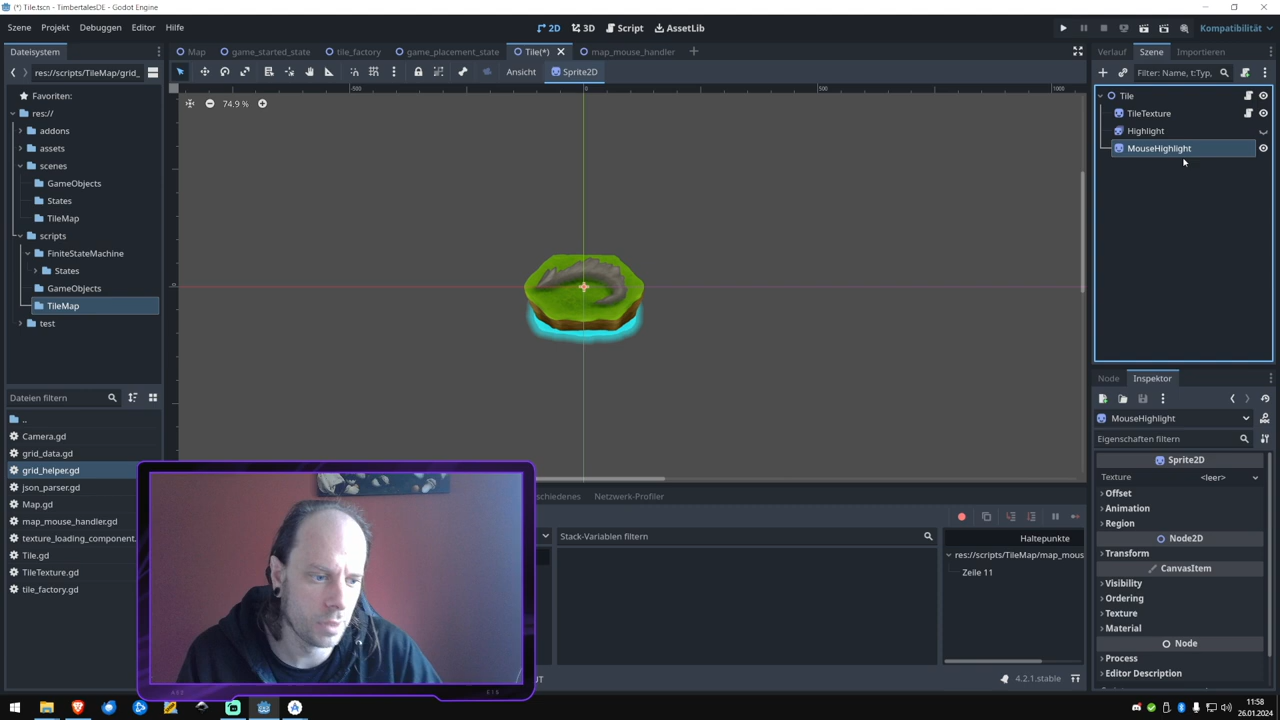 (*) Tile.tscn - TimbertalesDE - Godot Engine
Szene Projekt Debuggen Editor Hilfe
2D 3D Script AssetLib
Kompatibilität
Dateisystem
Map game_started_state tile_factory game_placement_state Tile(*) map_mouse_handler
Verlauf Szene Importieren
res://scripts/TileMap/grid_
Ansicht Sprite2D
Filter: Name, t:Typ,
-500 0 500 1000
74.9 %
Favoriten:
res://
addons
assets
scenes
GameObjects
States
TileMap
scripts
FiniteStateMachine
States
GameObjects
TileMap
test
Tile
TileTexture
Highlight
MouseHighlight
Dateien filtern
..
Camera.gd
grid_data.gd
grid_helper.gd
json_parser.gd
Map.gd
map_mouse_handler.gd
texture_loading_component.
Tile.gd
TileTexture.gd
tile_factory.gd
schiedenes Netzwerk-Profiler
Stack-Variablen filtern
Haltepunkte
res://scripts/TileMap/map_mous
Zeile 11
4.2.1.stable
Node Inspektor
MouseHighlight
Eigenschaften filtern
Sprite2D
Texture <leer>
Offset
Animation
Region
Node2D
Transform
CanvasItem
Visibility
Ordering
Texture
Material
Node
Process
Editor Description
11:58
26.01.2024